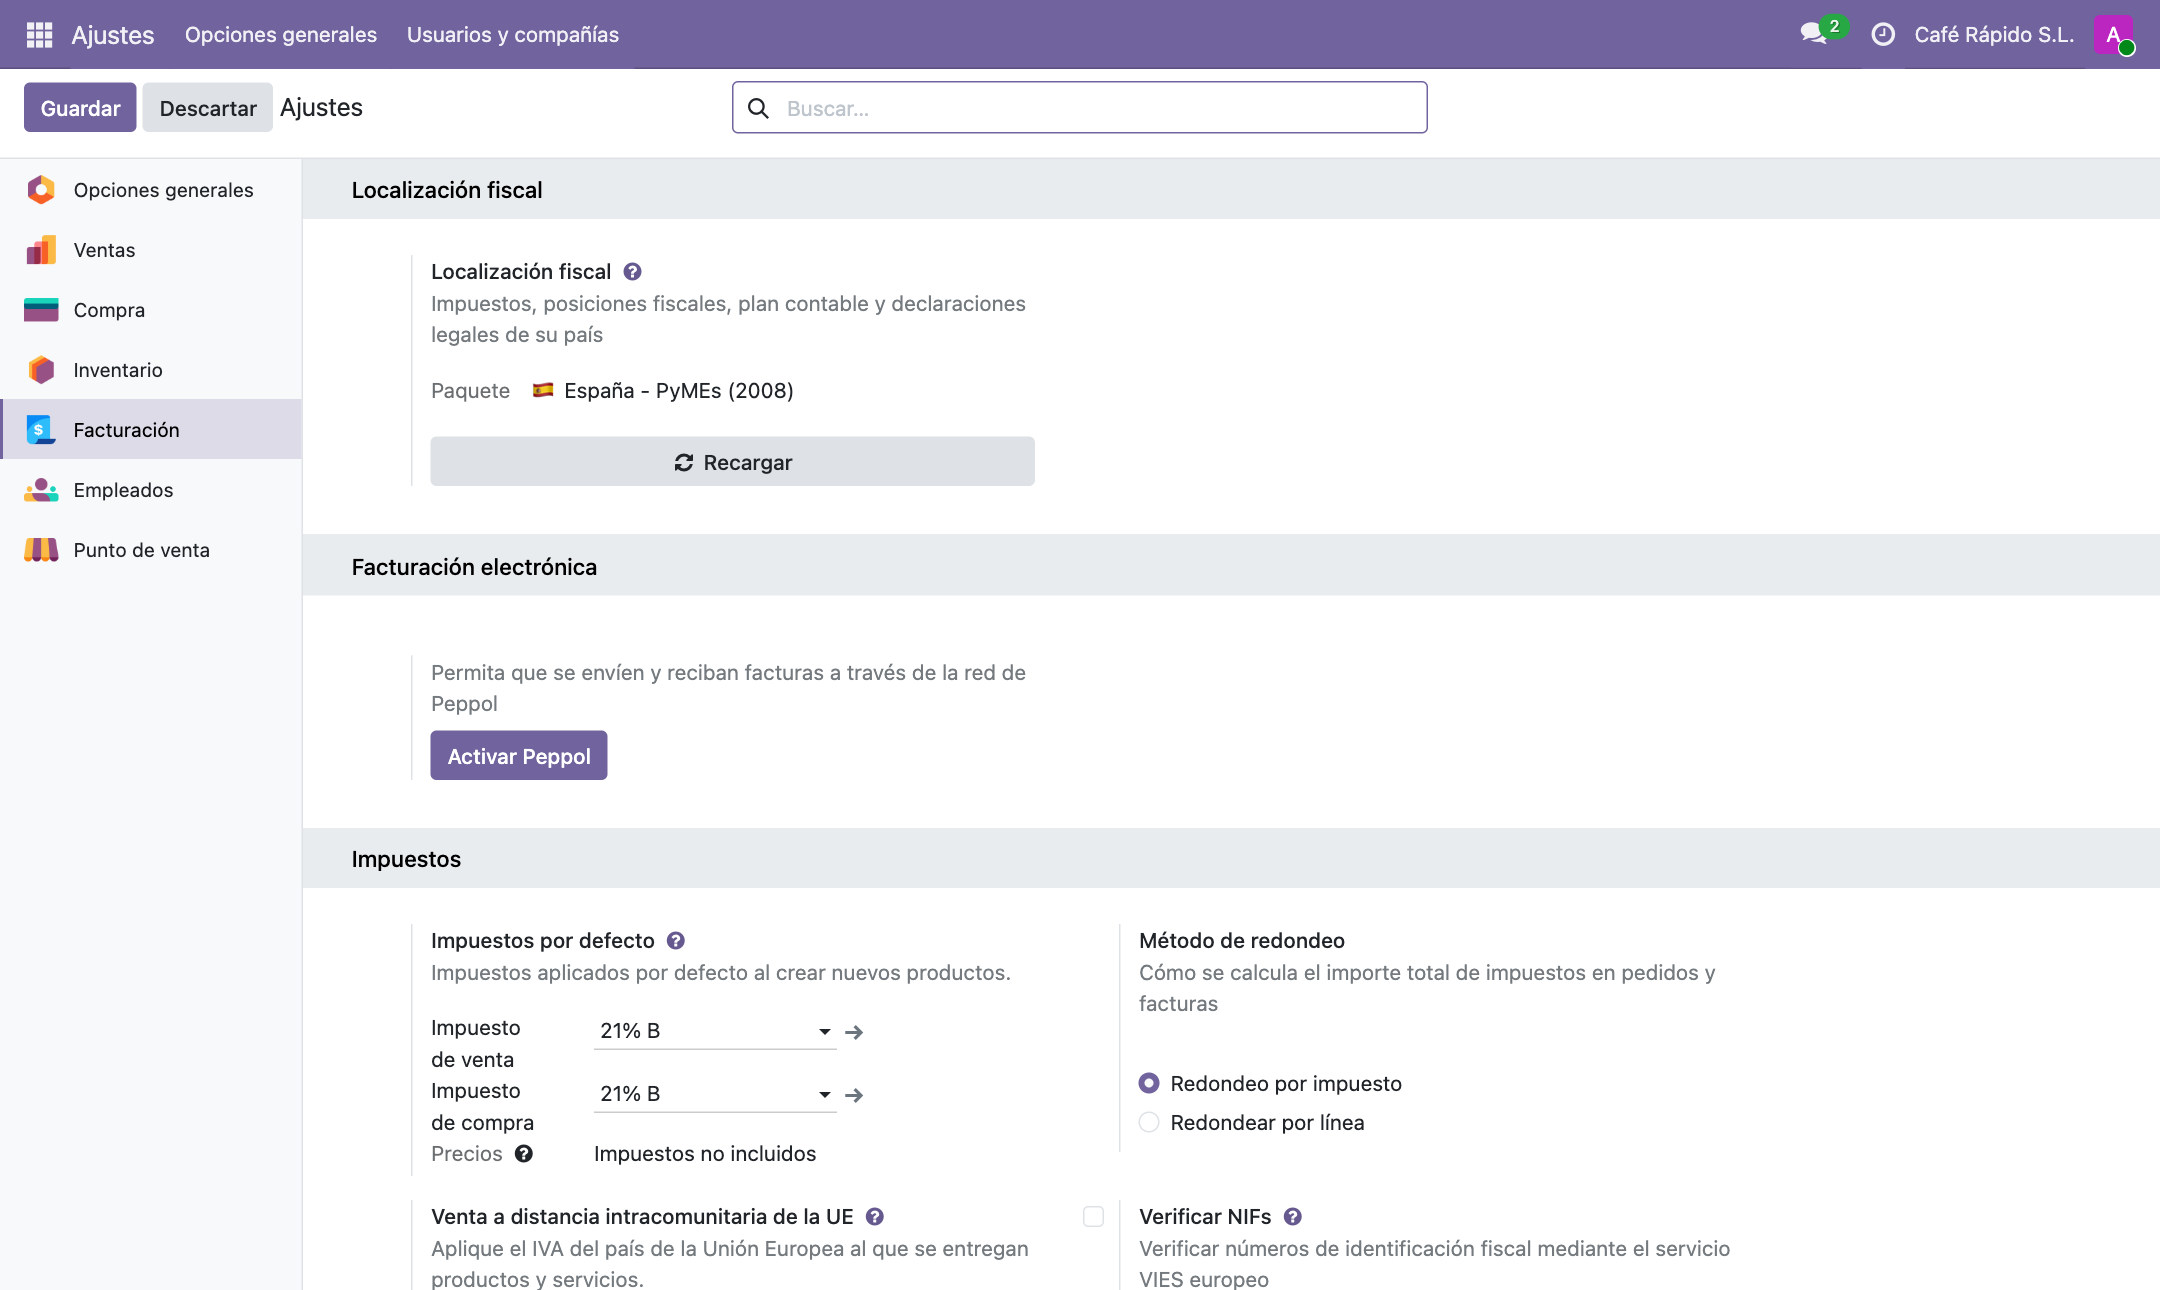 Ajustes
Opciones generales
Usuarios y compañías
2
Café Rápido S.L.
A
Guardar
Descartar
Ajustes
Buscar...
Opciones generales
Ventas
Compra
Inventario
$
Facturación
Empleados
Punto de venta
Localización fiscal
Localización fiscal ?
Impuestos, posiciones fiscales, plan contable y declaraciones
legales de su país
Paquete España - PyMEs (2008)
Recargar
Facturación electrónica
Permita que se envíen y reciban facturas a través de la red de
Peppol
Activar Peppol
Impuestos
Impuestos por defecto ?
Impuestos aplicados por defecto al crear nuevos productos.
Impuesto
de venta
21% B
Impuesto
de compra
21% B
Precios ? Impuestos no incluidos
Método de redondeo
Cómo se calcula el importe total de impuestos en pedidos y
facturas
Redondeo por impuesto
Redondear por línea
Venta a distancia intracomunitaria de la UE ?
Aplique el IVA del país de la Unión Europea al que se entregan
productos y servicios.
Verificar NIFs ?
Verificar números de identificación fiscal mediante el servicio
VIES europeo